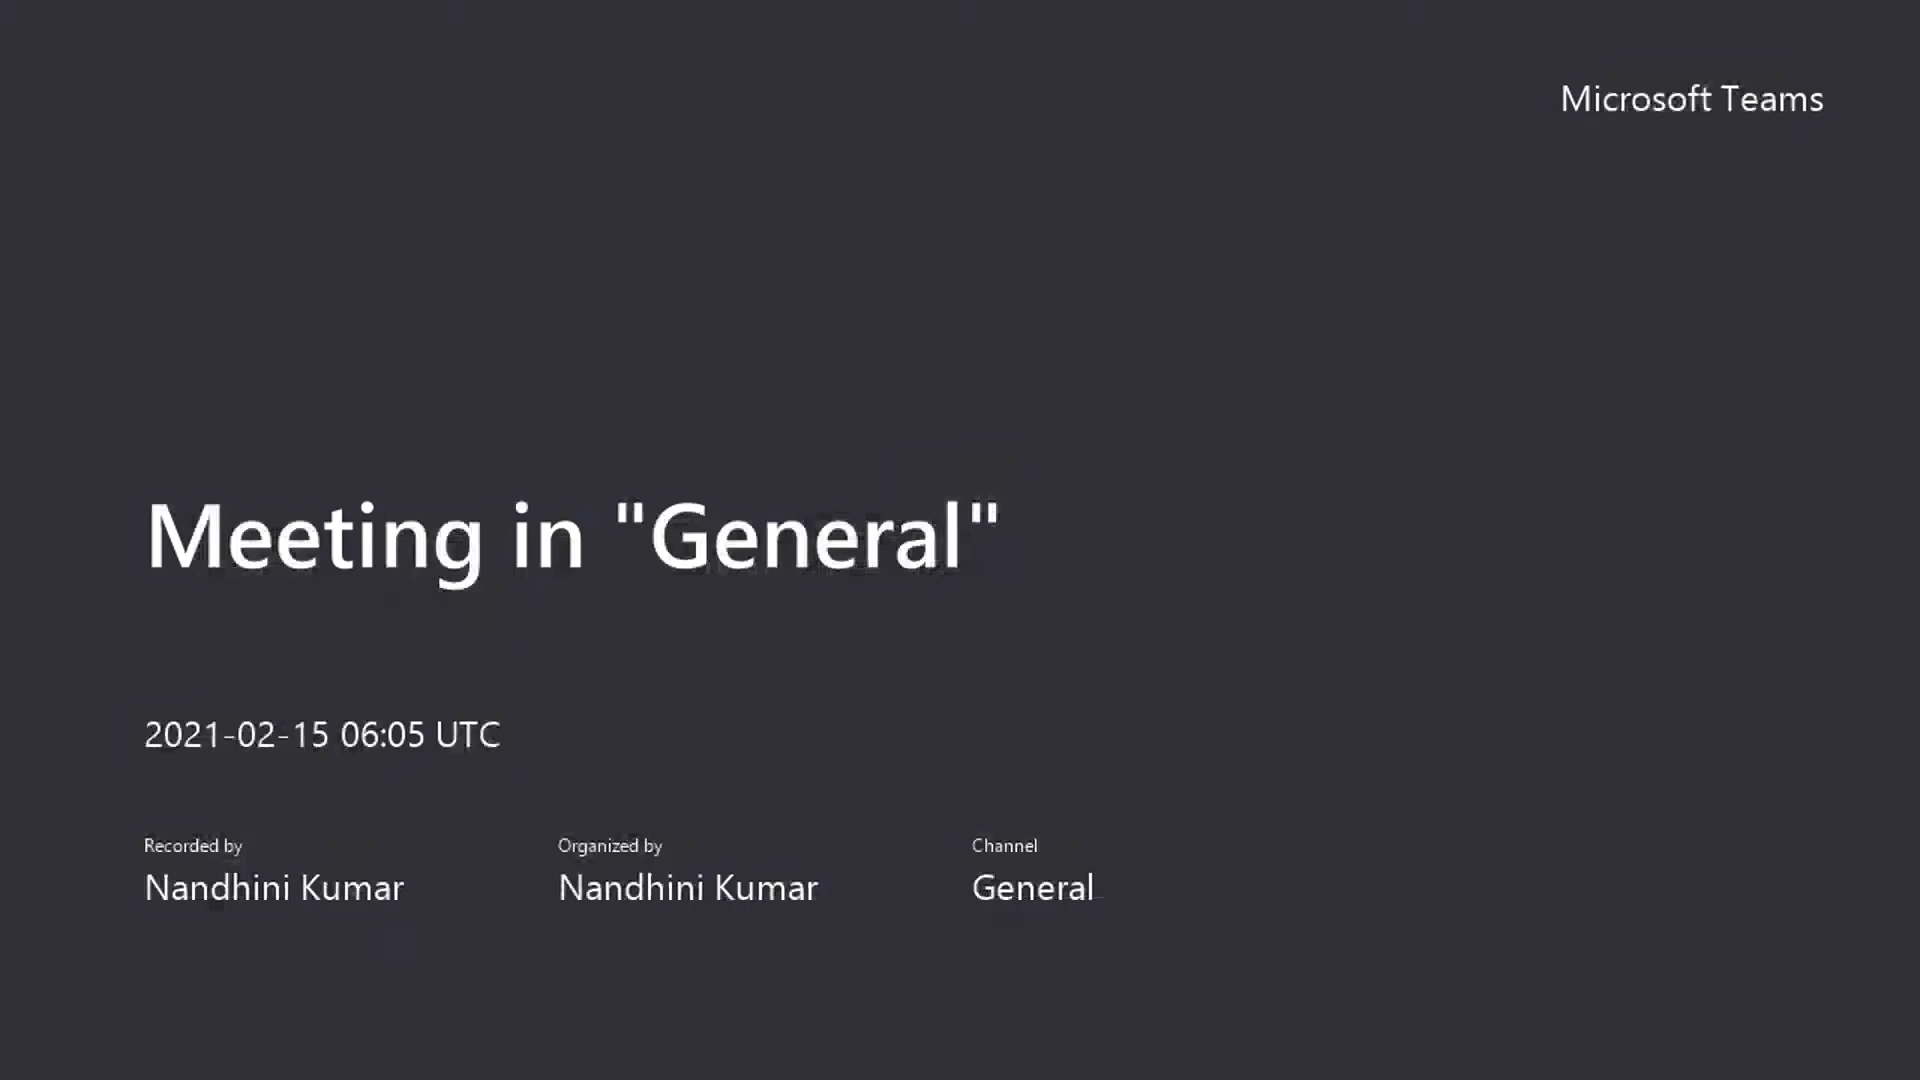 Microsoft Teams
Meeting in "General"
2021-02-15 06:05 UTC
Recorded by
Nandhini Kumar
Organized by
Nandhini Kumar
Channel
General